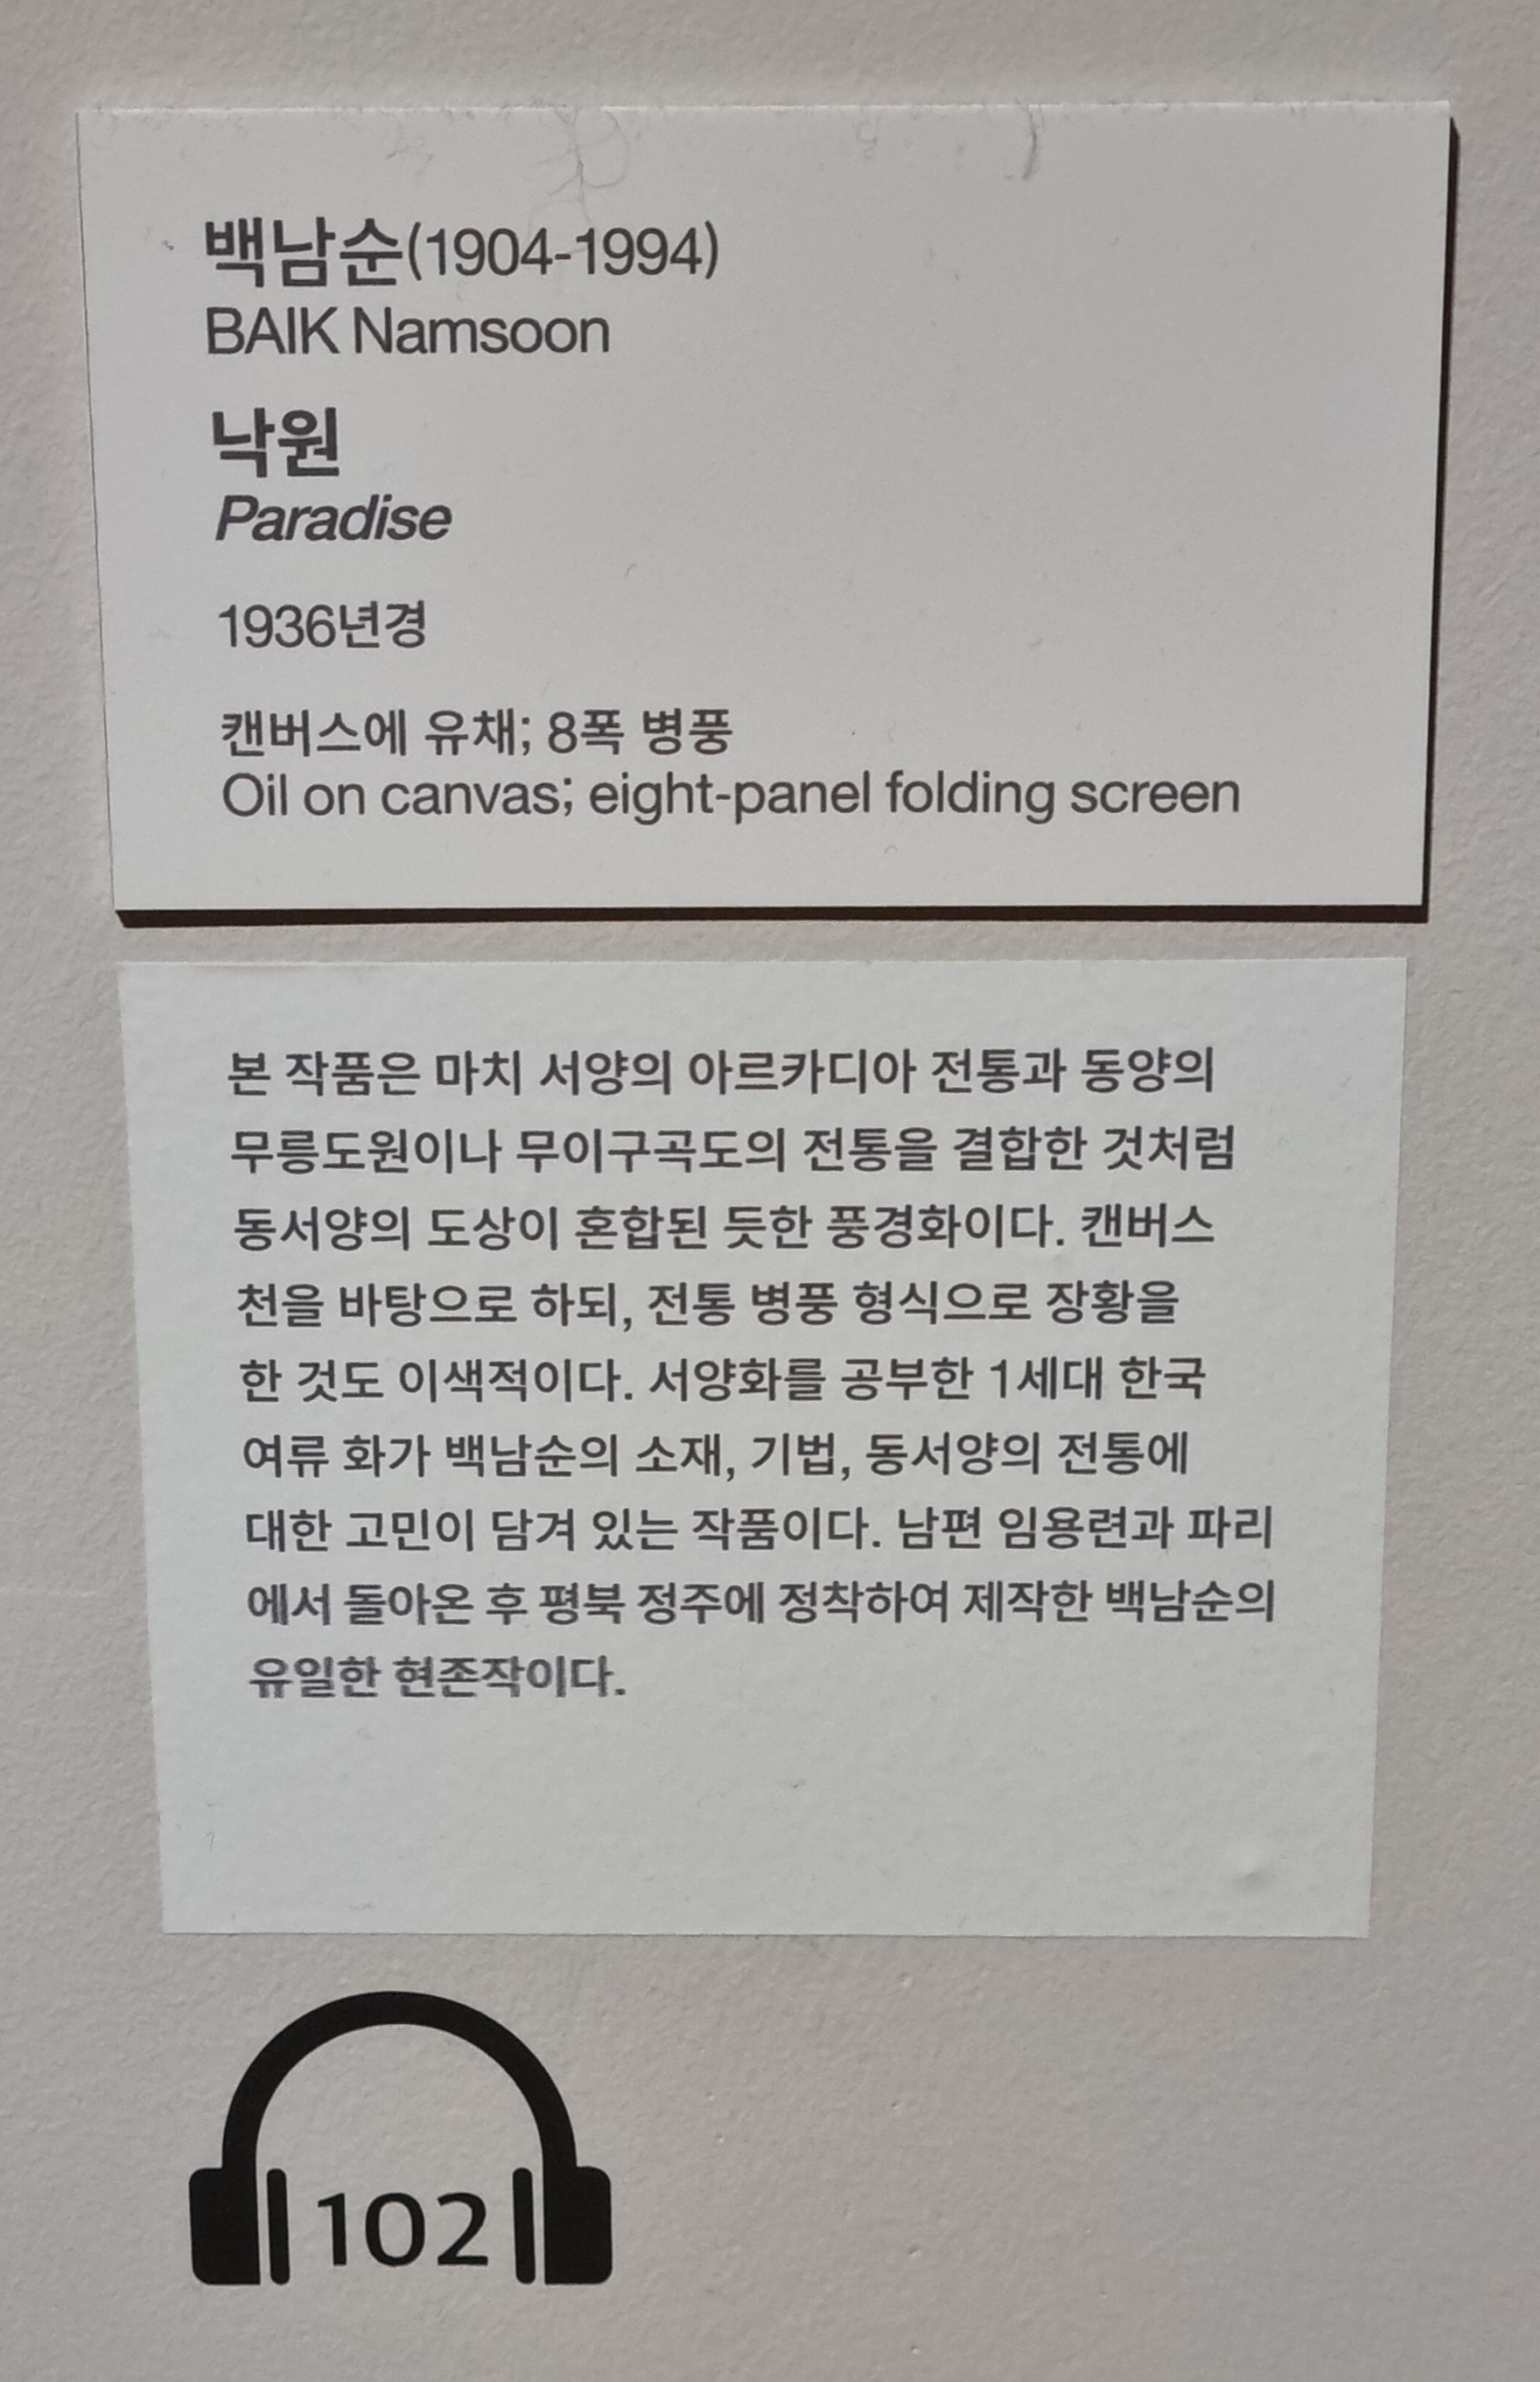 백남순(1904-1994)
BAIK Namsoon
낙원
Paradise
1936년경
캔버스에 유채; 8폭 병풍
Oil on canvas; eight-panel folding screen
본 작품은 마치 서양의 아르카디아 전통과 동양의
무릉도원이나 무이구곡도의 전통을 결합한 것처럼
동서양의 도상이 혼합된 듯한 풍경화이다. 캔버스
천을 바탕으로 하되, 전통 병풍 형식으로 장황을
한 것도 이색적이다. 서양화를 공부한 1세대 한국
여류 화가 백남순의 소재, 기법, 동서양의 전통에
대한 고민이 담겨 있는 작품이다. 남편 임용련과 파리
에서 돌아온 후 평북 정주에 정착하여 제작한 백남순의
유일한 현존작이다.
102